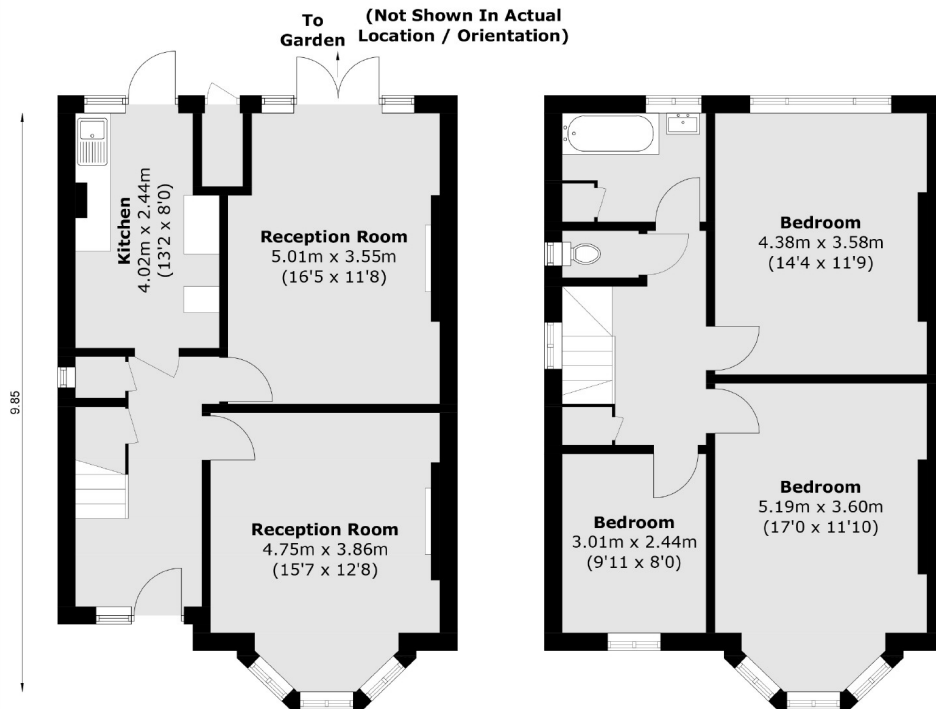 To
Garden
(Not Shown In Actual
Location / Orientation)
9.85
Kitchen
4.02m x 2.44m
(13'2 x 8'0)
Reception Room
5.01m x 3.55m
(16'5 x 11'8)
Reception Room
4.75m x 3.86m
(15'7 x 12'8)
Bedroom
4.38m x 3.58m
(14'4 x 11'9)
Bedroom
5.19m x 3.60m
(17'0 x 11'10)
Bedroom
3.01m x 2.44m
(9'11 x 8'0)